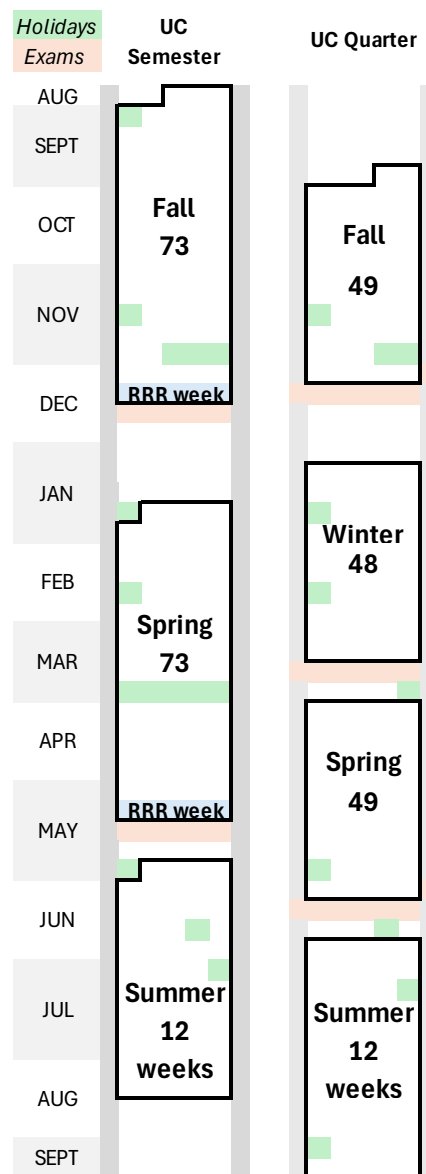 Holidays
Exams
UC
Semester
UC Quarter
AUG
SEPT
OCT
NOV
DEC
JAN
FEB
MAR
APR
MAY
JUN
JUL
AUG
SEPT
Fall
73
RRR week
Spring
73
RRR week
Summer
12
weeks
Fall
49
Winter
48
Spring
49
Summer
12
weeks